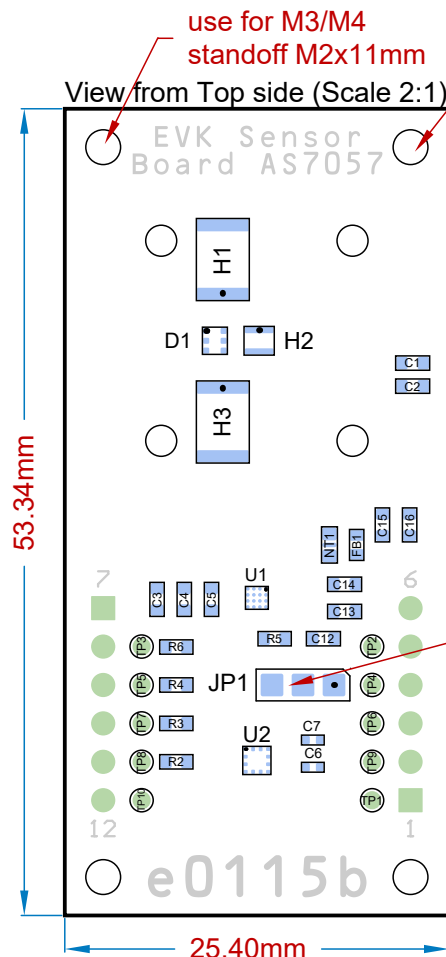 use for M3/M4
standoff M2x11mm
View from Top side (Scale 2:1)
EVK Sensor
Board AS7057
H1
D1
H2
C1
C2
H3
53.34mm
C15
C16
NT1
FB1
7
U1
6
C3
C4
C5
C14
C13
TP3
R6
R5
C12
TP2
TP5
R4
JP1
TP4
TP7
R3
TP6
U2
C7
TP8
R2
C6
TP9
TP10
TP1
12
1
e0115b
25.40mm